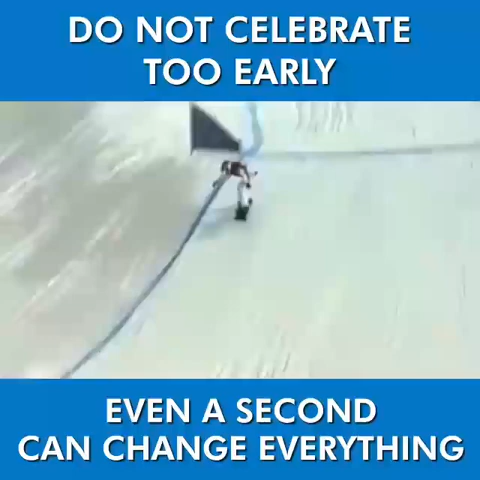 DO NOT CELEBRATE
TOO EARLY
EVEN A SECOND
CAN CHANGE EVERYTHING